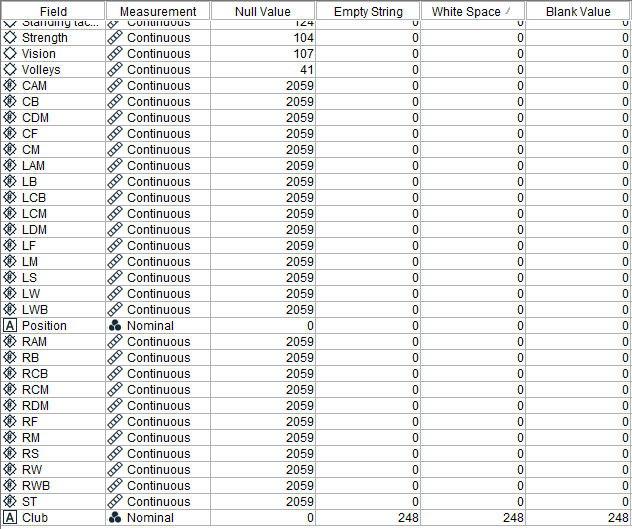 Field Measurement Null Value Empty String White Space Blank Value
Standing tac... Continuous 124 0 0 0
Strength Continuous 104 0 0 0
Vision Continuous 107 0 0 0
Volleys Continuous 41 0 0 0
CAM Continuous 2059 0 0 0
CB Continuous 2059 0 0 0
CDM Continuous 2059 0 0 0
CF Continuous 2059 0 0 0
CM Continuous 2059 0 0 0
LAM Continuous 2059 0 0 0
LB Continuous 2059 0 0 0
LCB Continuous 2059 0 0 0
LCM Continuous 2059 0 0 0
LDM Continuous 2059 0 0 0
LF Continuous 2059 0 0 0
LM Continuous 2059 0 0 0
LS Continuous 2059 0 0 0
LW Continuous 2059 0 0 0
LWB Continuous 2059 0 0 0
A Position Nominal 0 0 0 0
RAM Continuous 2059 0 0 0
RB Continuous 2059 0 0 0
RCB Continuous 2059 0 0 0
RCM Continuous 2059 0 0 0
RDM Continuous 2059 0 0 0
RF Continuous 2059 0 0 0
RM Continuous 2059 0 0 0
RS Continuous 2059 0 0 0
RW Continuous 2059 0 0 0
RWB Continuous 2059 0 0 0
ST Continuous 2059 0 0 0
A Club Nominal 0 248 248 248